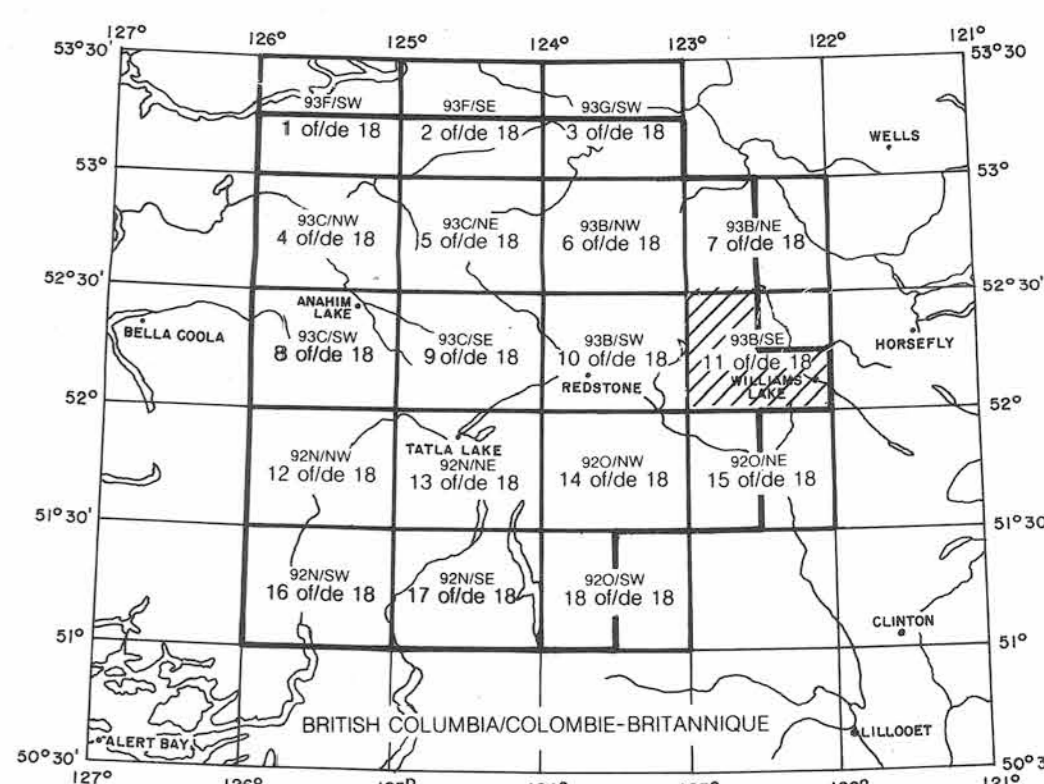 127° 126° 125° 124° 123° 122° 121°
53°30' 53°30
93F/SW 93F/SE 93G/SW
1 of/de 18 2 of/de 18 3 of/de 18
WELLS
53° 53°
93C/NW 93C/NE 93B/NW 93B/NE
4 of/de 18 5 of/de 18 6 of/de 18 7 of/de 18
52°30' 52°30'
ANAHIM
LAKE
BELLA COOLA
HORSEFLY
93C/SW 93C/SE 93B/SW 93B/SE
8 of/de 18 9 of/de 18 10 of/de 18 11 of/de 18
REDSTONE
WILLIAMS
LAKE
52° 52°
TATLA LAKE
92N/NW 92N/NE 92O/NW 92O/NE
12 of/de 18 13 of/de 18 14 of/de 18 15 of/de 18
51°30' 51°30
92N/SW 92N/SE 92O/SW
16 of/de 18 17 of/de 18 18 of/de 18
CLINTON
51° 51°
BRITISH COLUMBIA/COLOMBIE-BRITANNIQUE
ALERT BAY
LILLOOET
50°30' 50°3
127° 126°